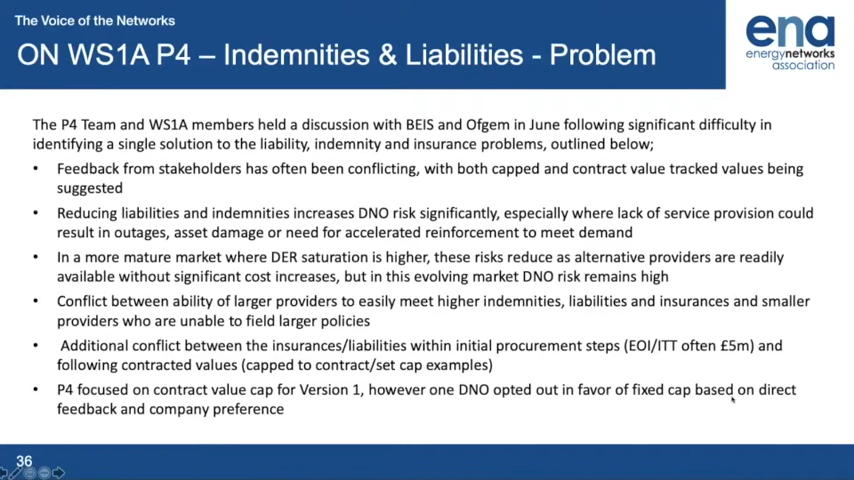 The Voice of the Networks
ON WS1A P4 – Indemnities & Liabilities - Problem
ena
energynetworks
association
The P4 Team and WS1A members held a discussion with BEIS and Ofgem in June following significant difficulty in
identifying a single solution to the liability, indemnity and insurance problems, outlined below;
• Feedback from stakeholders has often been conflicting, with both capped and contract value tracked values being
suggested
• Reducing liabilities and indemnities increases DNO risk significantly, especially where lack of service provision could
result in outages, asset damage or need for accelerated reinforcement to meet demand
• In a more mature market where DER saturation is higher, these risks reduce as alternative providers are readily
available without significant cost increases, but in this evolving market DNO risk remains high
• Conflict between ability of larger providers to easily meet higher indemnities, liabilities and insurances and smaller
providers who are unable to field larger policies
• Additional conflict between the insurances/liabilities within initial procurement steps (EOI/ITT often £5m) and
following contracted values (capped to contract/set cap examples)
• P4 focused on contract value cap for Version 1, however one DNO opted out in favor of fixed cap based on direct
feedback and company preference
36